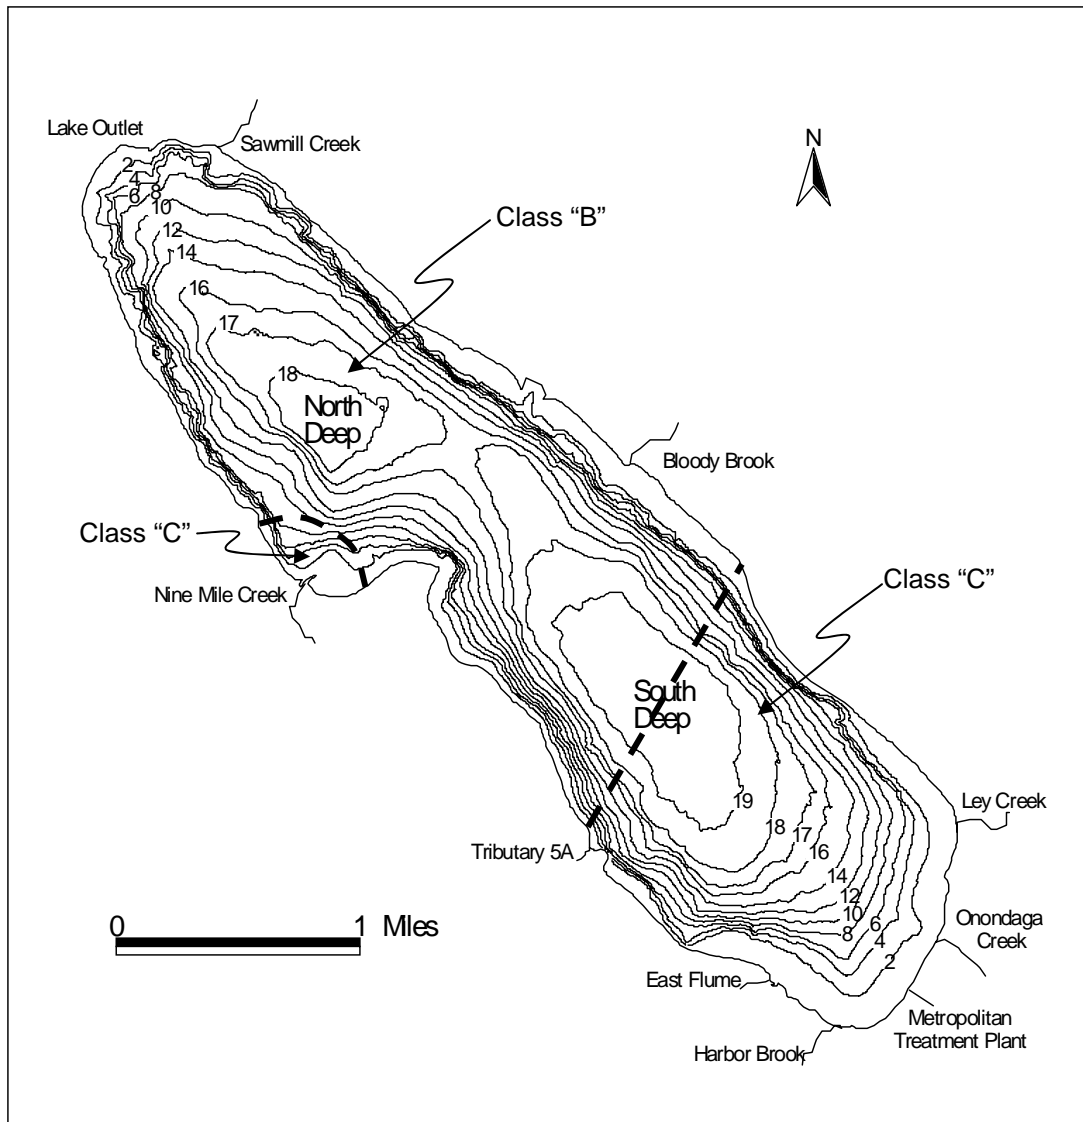 Lake Outlet
Sawmill Creek
N
2
4
6
8
10
12
14
16
17
18
Class “B”
North
Deep
Bloody Brook
Class “C”
Nine Mile Creek
Class “C”
South
Deep
19
18
17
16
14
12
10
8
6
4
2
Ley Creek
Tributary 5A
Onondaga
Creek
0
1 Miles
East Flume
Metropolitan
Treatment Plant
Harbor Brook